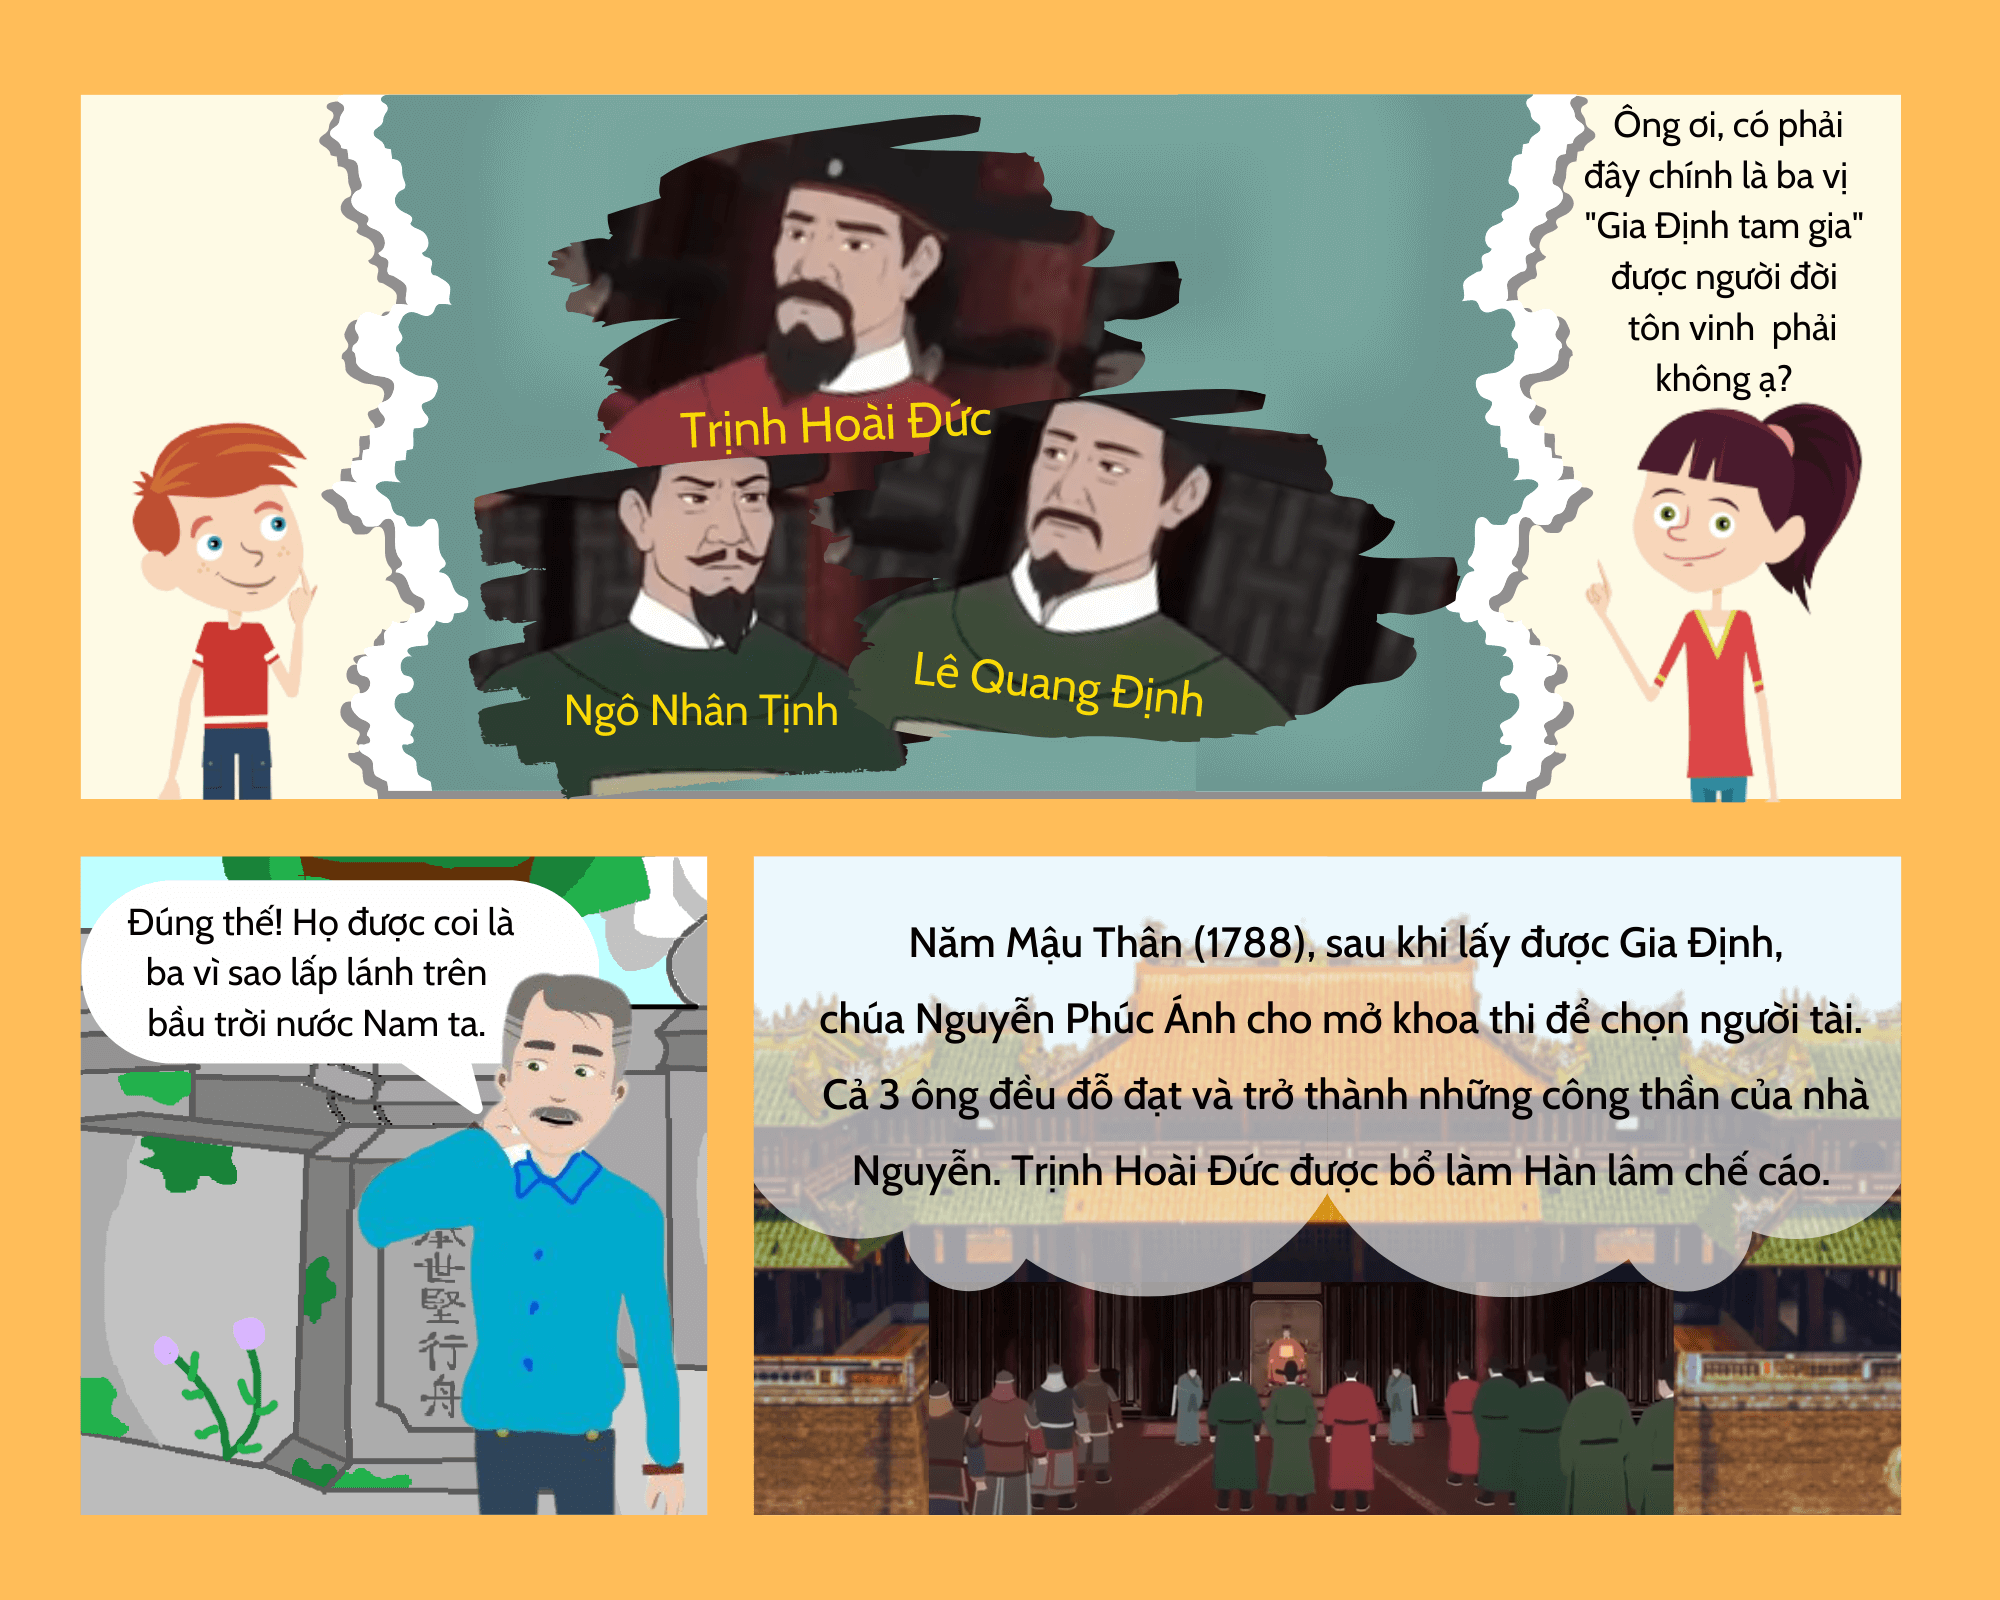 Ông ơi, có phải
đây chính là ba vị
"Gia Định tam gia"
được người đời
tôn vinh phải
không ạ?
Trịnh Hoài Đức
Ngô Nhân Tịnh
Lê Quang Định
Đúng thế! Họ được coi là
ba vì sao lấp lánh trên
bầu trời nước Nam ta.
世
堅
行
舟
Năm Mậu Thân (1788), sau khi lấy được Gia Định,
chúa Nguyễn Phúc Ánh cho mở khoa thi để chọn người tài.
Cả 3 ông đều đỗ đạt và trở thành những công thần của nhà
Nguyễn. Trịnh Hoài Đức được bổ làm Hàn lâm chế cáo.